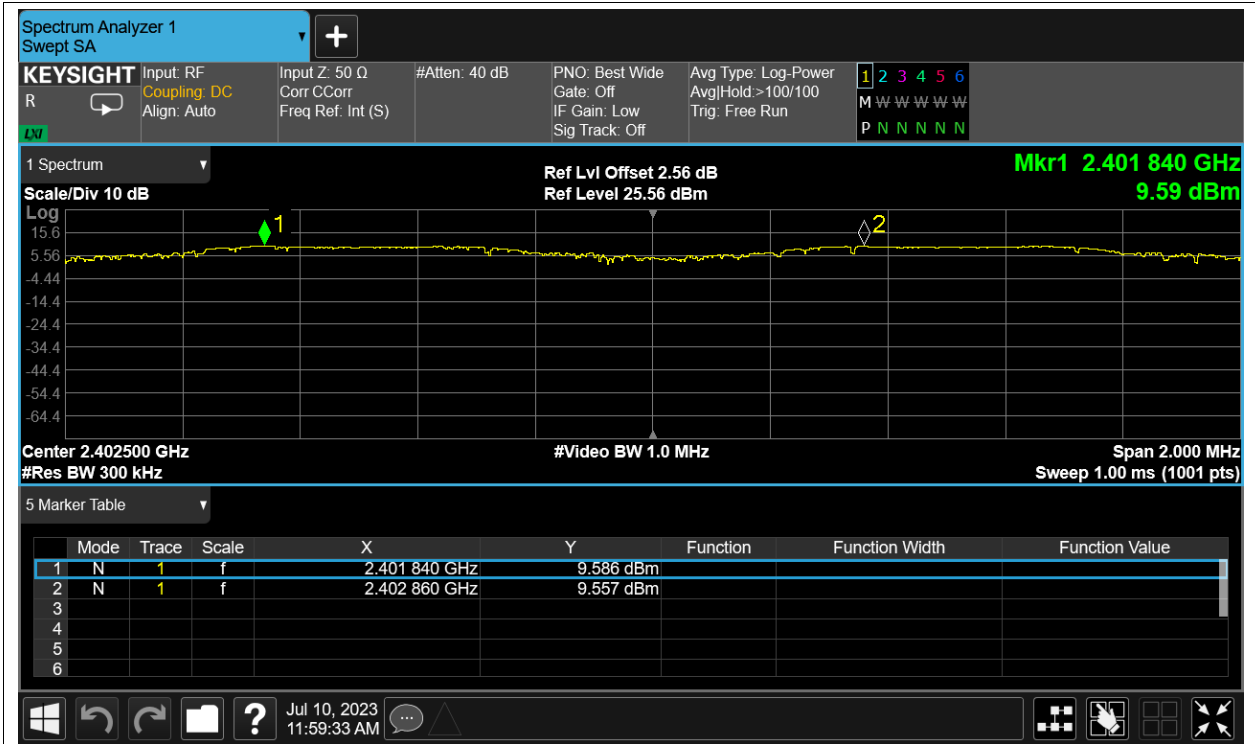 Spectrum Analyzer 1
Swept SA
KEYSIGHT
R
LXI
Input: RF
Coupling: DC
Align: Auto
Input Z: 50 Ω
Corr CCorr
Freq Ref: Int (S)
#Atten: 40 dB
PNO: Best Wide
Gate: Off
IF Gain: Low
Sig Track: Off
Avg Type: Log-Power
Avg|Hold:>100/100
Trig: Free Run
1 2 3 4 5 6
M W W W W W
P N N N N N
1 Spectrum
Scale/Div 10 dB
Ref Lvl Offset 2.56 dB
Ref Level 25.56 dBm
Mkr1 2.401 840 GHz
9.59 dBm
Log
15.6
5.56
-4.44
-14.4
-24.4
-34.4
-44.4
-54.4
-64.4
1
2
Center 2.402500 GHz
#Video BW 1.0 MHz
Span 2.000 MHz
#Res BW 300 kHz
Sweep 1.00 ms (1001 pts)
5 Marker Table
Mode Trace Scale X Y Function Function Width Function Value
1 N 1 f 2.401 840 GHz 9.586 dBm
2 N 1 f 2.402 860 GHz 9.557 dBm
3
4
5
6
?
Jul 10, 2023
11:59:33 AM